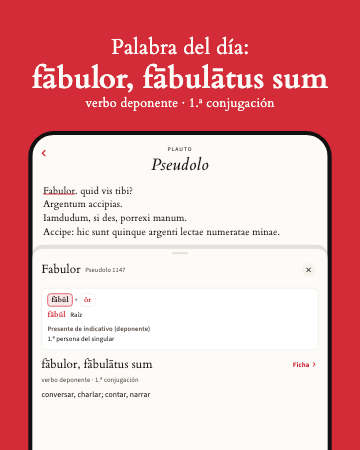 Palabra del día:
fābulor, fābulātus sum
verbo deponente · 1.ª conjugación
PLAUTO
Pseudolo
Fabulor. quid vis tibi?
Argentum accipias.
Iamdudum, si des, porrexi manum.
Accipe: hic sunt quinque argenti lectae numeratae minae.
Fabulor Pseudolo 1147
fābŭl + ŏr
fābŭl Raíz
Presente de indicativo (deponente)
1.ª persona del singular
fābulor, fābulātus sum Ficha
verbo deponente · 1.ª conjugación
conversar, charlar; contar, narrar